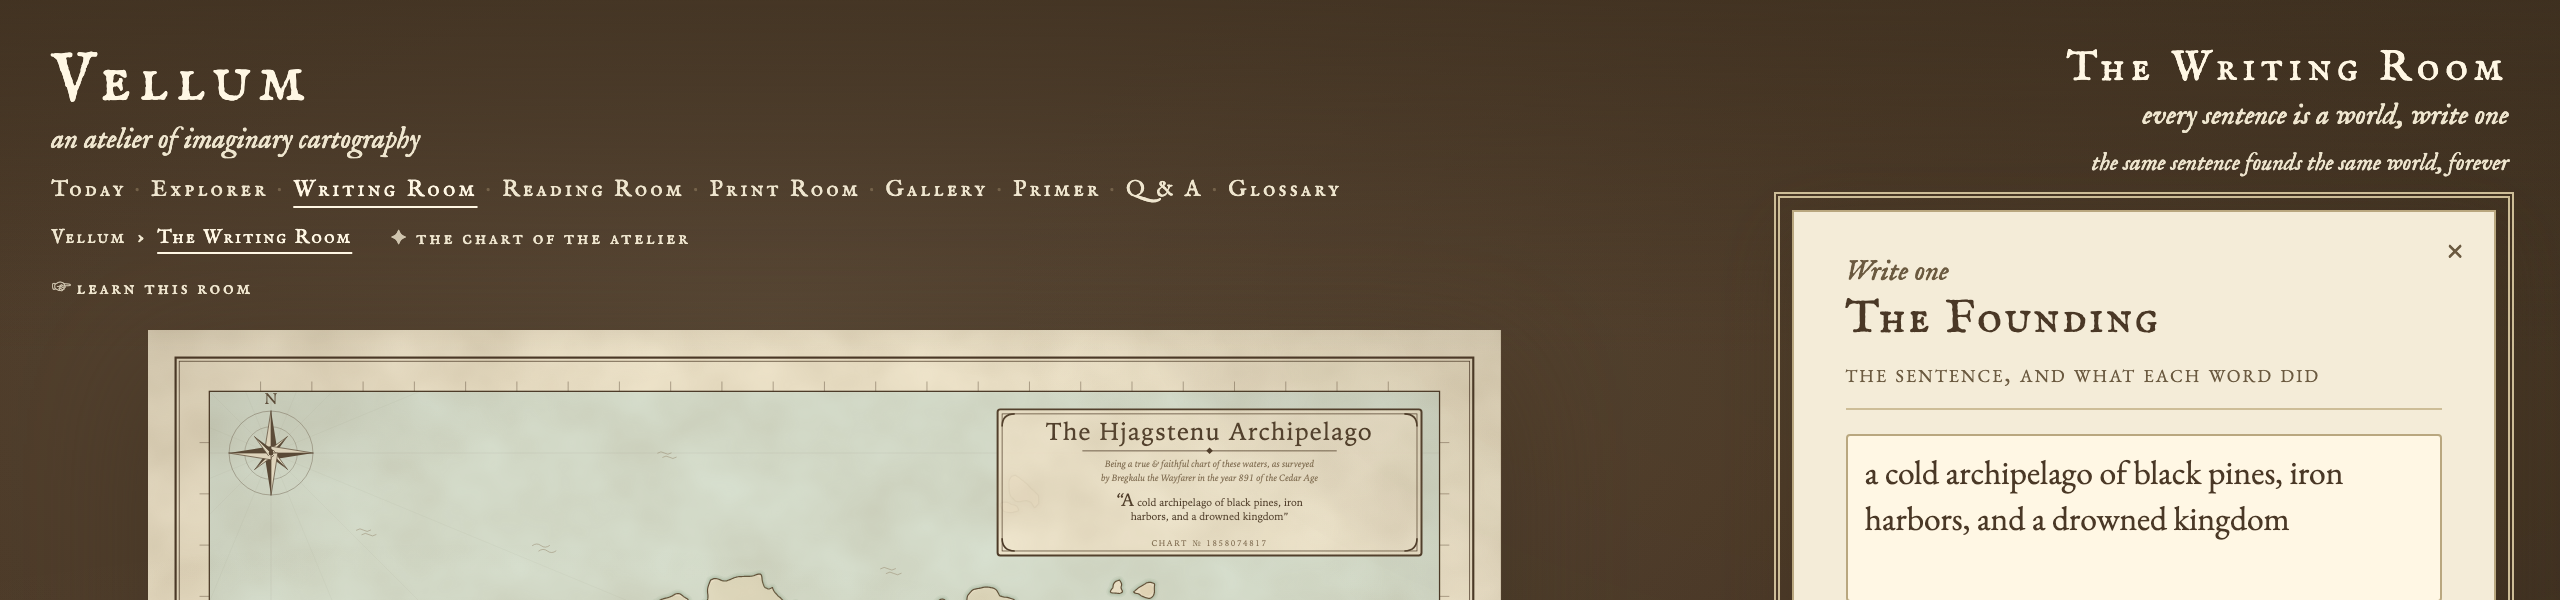 Vellum
an atelier of imaginary cartography
Today · Explorer · Writing Room · Reading Room · Print Room · Gallery · Primer · Q & A · Glossary
Vellum › The Writing Room ✦ the chart of the atelier
☞ learn this room
The Writing Room
every sentence is a world, write one
the same sentence founds the same world, forever
N
The Hjagstenu Archipelago
Being a true & faithful chart of these waters, as surveyed
by Bregkalu the Wayfarer in the year 891 of the Cedar Age
“A cold archipelago of black pines, iron
harbors, and a drowned kingdom”
CHART № 1858074817
×
Write one
The Founding
the sentence, and what each word did
a cold archipelago of black pines, iron
harbors, and a drowned kingdom